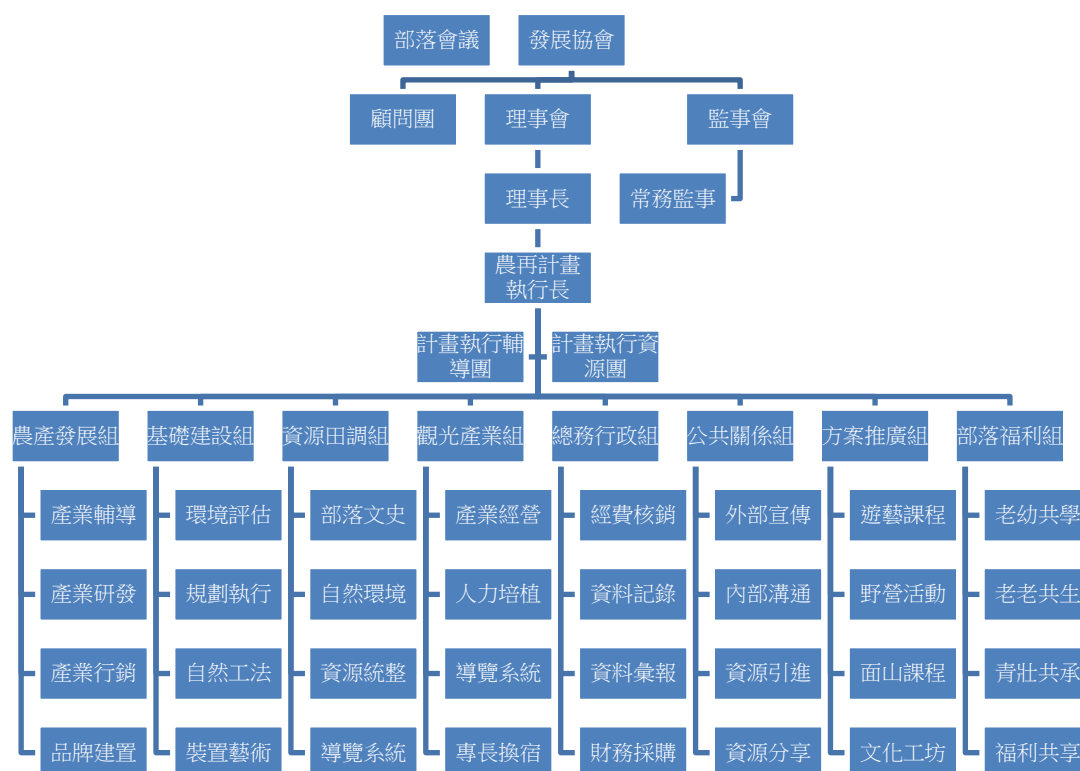 部落會議
發展協會
顧問團
理事會
監事會
理事長
常務監事
農再計畫
執行長
計畫執行輔
導團
計畫執行資
源團
農產發展組
基礎建設組
資源田調組
觀光產業組
總務行政組
公共關係組
方案推廣組
部落福利組
產業輔導
環境評估
部落文史
產業經營
經費核銷
外部宣傳
遊藝課程
老幼共學
產業研發
規劃執行
自然環境
人力培植
資料記錄
內部溝通
野營活動
老老共生
產業行銷
自然工法
資源統整
導覽系統
資料彙報
資源引進
面山課程
青壯共承
品牌建置
裝置藝術
導覽系統
專長換宿
財務採購
資源分享
文化工坊
福利共享